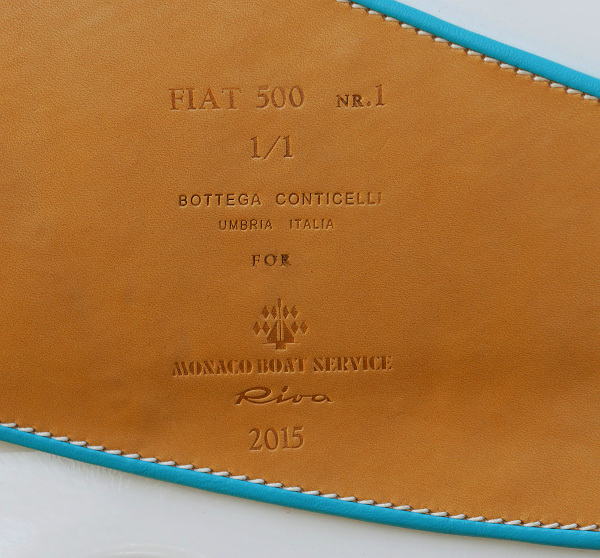 FIAT 500 NR.1
1/1
BOTTEGA CONTICELLI
UMBRIA ITALIA
FOR
MONACO BOAT SERVICE
Riva
2015